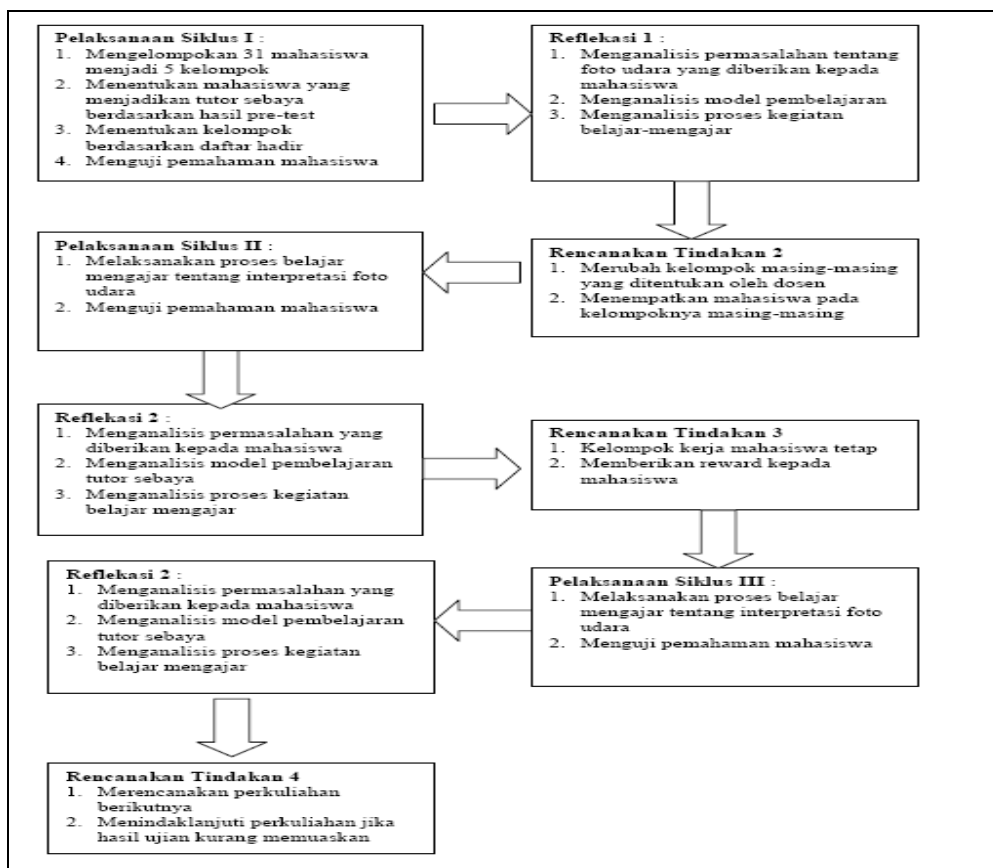 Pelaksanaan Siklus I :
1. Mengelompokan 31 mahasiswa
menjadi 5 kelompok
2. Menentukan mahasiswa yang
menjadikan tutor sebaya
berdasarkan hasil pre-test
3. Menentukan kelompok
berdasarkan daftar hadir
4. Menguji pemahaman mahasiswa
Reflekasi 1 :
1. Menganalisis permasalahan tentang
foto udara yang diberikan kepada
mahasiswa
2. Menganalisis model pembelajaran
3. Menganalisis proses kegiatan
belajar-mengajar
Rencanakan Tindakan 2
1. Merubah kelompok masing-masing
yang ditentukan oleh dosen
2. Menempatkan mahasiswa pada
kelompoknya masing-masing
Pelaksanaan Siklus II :
1. Melaksanakan proses belajar
mengajar tentang interpretasi foto
udara
2. Menguji pemahaman mahasiswa
Reflekasi 2 :
1. Menganalisis permasalahan yang
diberikan kepada mahasiswa
2. Menganalisis model pembelajaran
tutor sebaya
3. Menganalisis proses kegiatan
belajar mengajar
Rencanakan Tindakan 3
1. Kelompok kerja mahasiswa tetap
2. Memberikan reward kepada
mahasiswa
Pelaksanaan Siklus III :
1. Melaksanakan proses belajar
mengajar tentang interpretasi foto
udara
2. Menguji pemahaman mahasiswa
Reflekasi 2 :
1. Menganalisis permasalahan yang
diberikan kepada mahasiswa
2. Menganalisis model pembelajaran
tutor sebaya
3. Menganalisis proses kegiatan
belajar mengajar
Rencanakan Tindakan 4
1. Merencanakan perkuliahan
berikutnya
2. Menindaklanjuti perkuliahan jika
hasil ujian kurang memuaskan